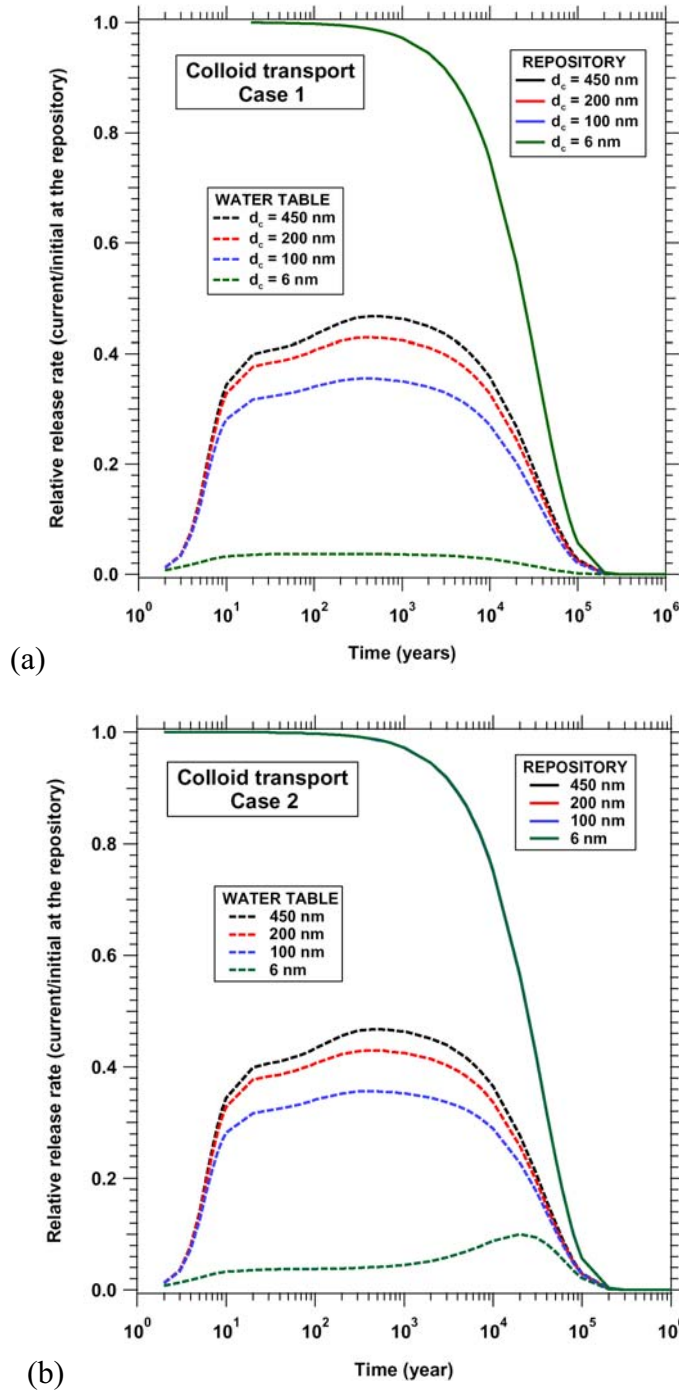 Relative release rate (current/initial at the repository)
1.0
0.8
0.6
0.4
0.2
0.0
Colloid transport
Case 1
REPOSITORY
d_c = 450 nm
d_c = 200 nm
d_c = 100 nm
d_c = 6 nm
WATER TABLE
d_c = 450 nm
d_c = 200 nm
d_c = 100 nm
d_c = 6 nm
10^0 10^1 10^2 10^3 10^4 10^5 10^6
Time (years)
(a)
Relative release rate (current/initial at the repository)
1.0
0.8
0.6
0.4
0.2
0.0
Colloid transport
Case 2
REPOSITORY
450 nm
200 nm
100 nm
6 nm
WATER TABLE
450 nm
200 nm
100 nm
6 nm
10^0 10^1 10^2 10^3 10^4 10^5 10^6
Time (year)
(b)